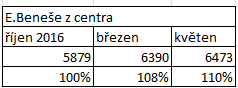 E.Beneše z centra
říjen 2016 březen květen
5879 6390 6473
100% 108% 110%